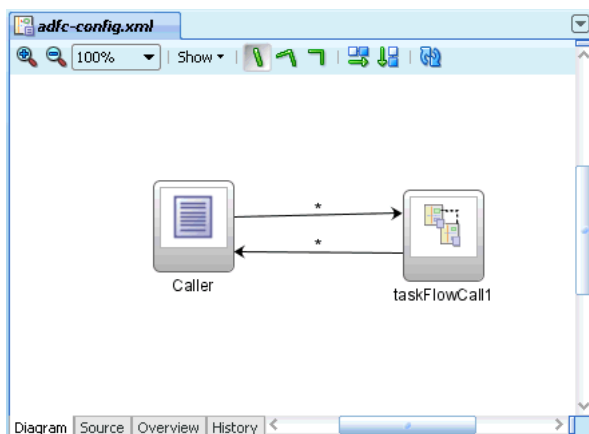 adfc-config.xml
100% Show
*
*
Caller
taskFlowCall1
Diagram Source Overview History